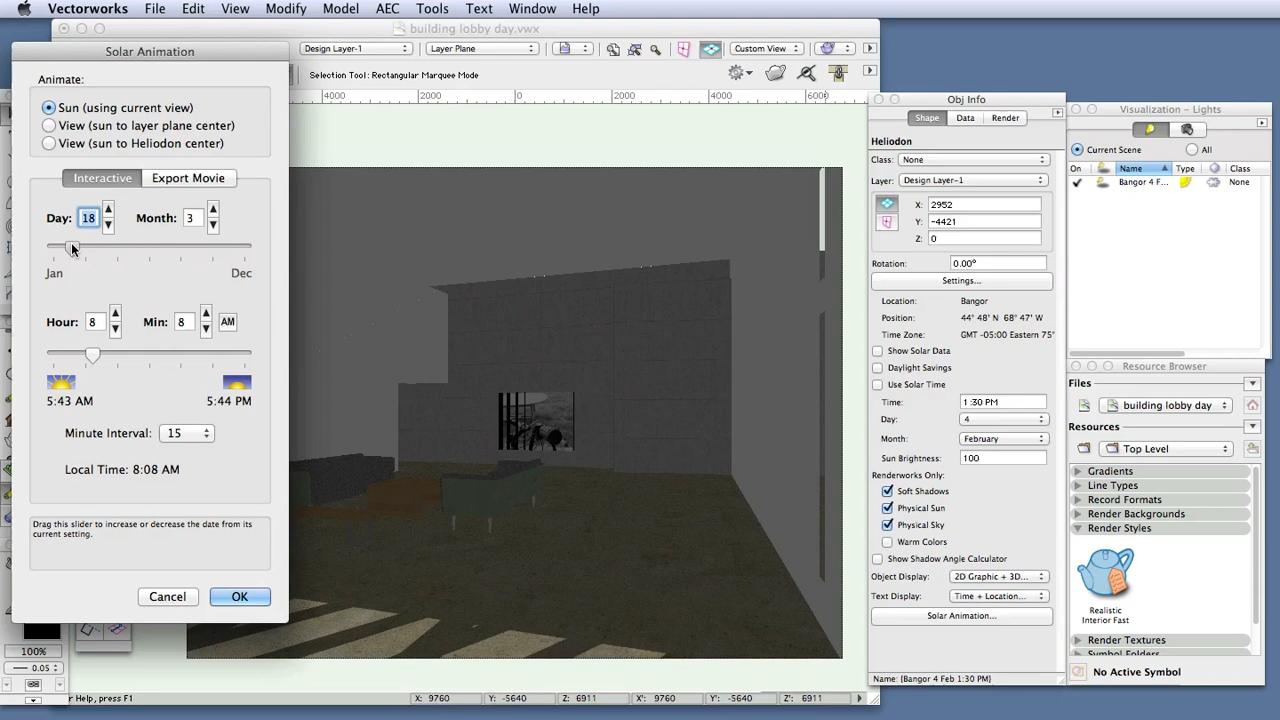 Vectorworks File Edit View Modify Model AEC Tools Text Window Help
building lobby day.vwx
Design Layer-1 Layer Plane Custom View
Selection Tool: Rectangular Marquee Mode
4000 2000 0 2000 4000
Solar Animation
Animate:
Sun (using current view)
View (sun to layer plane center)
View (sun to Heliodon center)
Interactive Export Movie
Day: 18 Month: 3
Jan Dec
Hour: 8 Min: 8 AM
5:43 AM 5:44 PM
Minute Interval: 15
Local Time: 8:08 AM
Drag this slider to increase or decrease the date from its
current setting.
Cancel OK
100%
0.05
r Help, press F1
X: 9760 Y: -5640 Z: 6911 X': 9760 Y': -5640 Z': 6911
Obj Info
Shape Data Render
Heliodon
Class: None
Layer: Design Layer-1
X: 2952
Y: -4421
Z: 0
Rotation: 0.00°
Settings...
Location: Bangor
44° 48' N 68° 47' W
Time Zone: GMT -05:00 Eastern 75°
Show Solar Data
Daylight Savings
Use Solar Time
Time: 1:30 PM
Day: 4
Month: February
Sun Brightness: 100
Renderworks Only:
Soft Shadows
Physical Sun
Physical Sky
Warm Colors
Show Shadow Angle Calculator
Object Display: 2D Graphic + 3D...
Text Display: Time + Location...
Solar Animation...
Name: [Bangor 4 Feb 1:30 PM]
Visualization - Lights
Current Scene All
On Name Type Class
Bangor 4 F... None
Resource Browser
Files
building lobby day
Resources
Top Level
Gradients
Line Types
Record Formats
Render Backgrounds
Render Styles
Realistic
Interior Fast
Render Textures
Symbol Folders
No Active Symbol